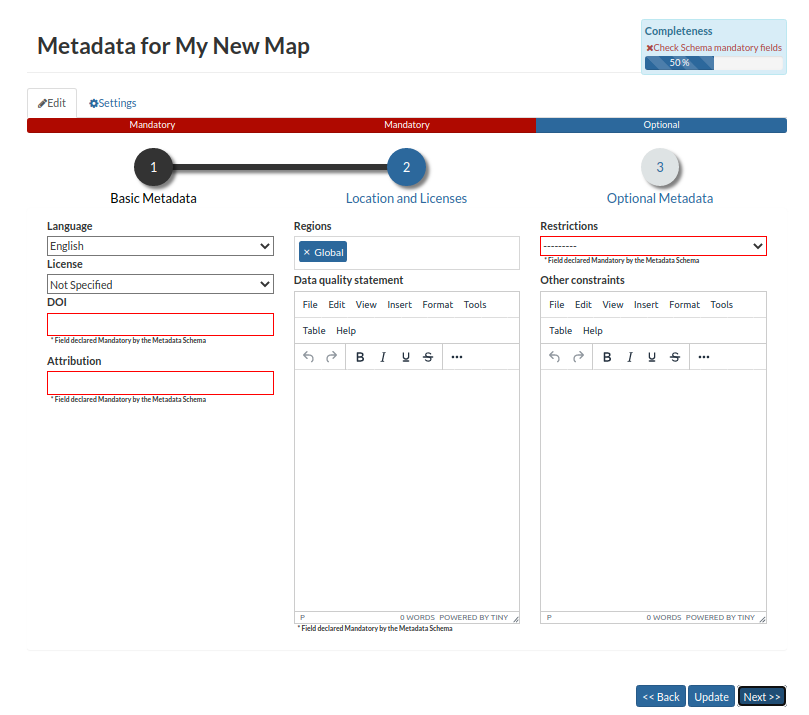 Metadata for My New Map
Completeness
✖Check Schema mandatory fields
50%
Edit
Settings
Mandatory
Mandatory
Optional
1
2
3
Basic Metadata
Location and Licenses
Optional Metadata
Language
English
License
Not Specified
DOI
* Field declared Mandatory by the Metadata Schema
Attribution
* Field declared Mandatory by the Metadata Schema
Regions
× Global
Data quality statement
File Edit View Insert Format Tools
Table Help
B I U S ...
P 0 WORDS POWERED BY TINY
* Field declared Mandatory by the Metadata Schema
Restrictions
---------
* Field declared Mandatory by the Metadata Schema
Other constraints
File Edit View Insert Format Tools
Table Help
B I U S ...
P 0 WORDS POWERED BY TINY
<< Back
Update
Next >>